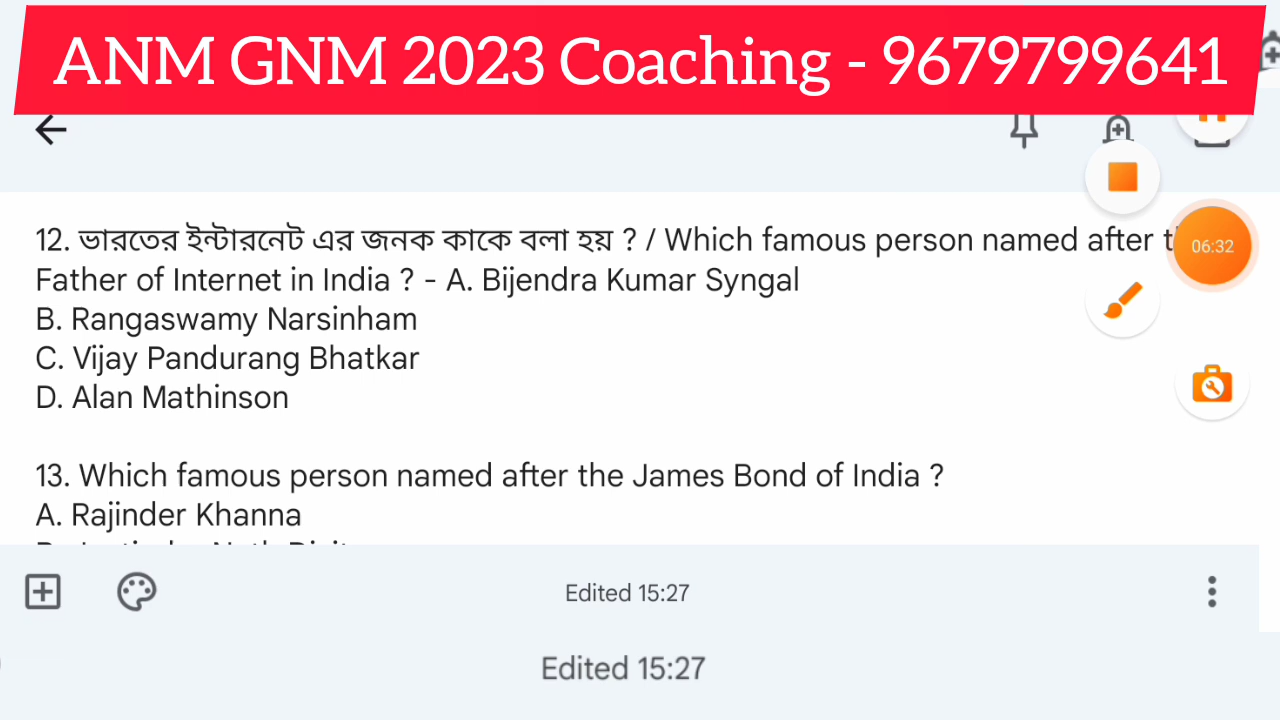 ANM GNM 2023 Coaching - 9679799641
06:32
12. ভারতের ইন্টারনেট এর জনক কাকে বলা হয় ? / Which famous person named after
Father of Internet in India ? - A. Bijendra Kumar Syngal
B. Rangaswamy Narsinham
C. Vijay Pandurang Bhatkar
D. Alan Mathinson
13. Which famous person named after the James Bond of India ?
A. Rajinder Khanna
Edited 15:27
Edited 15:27